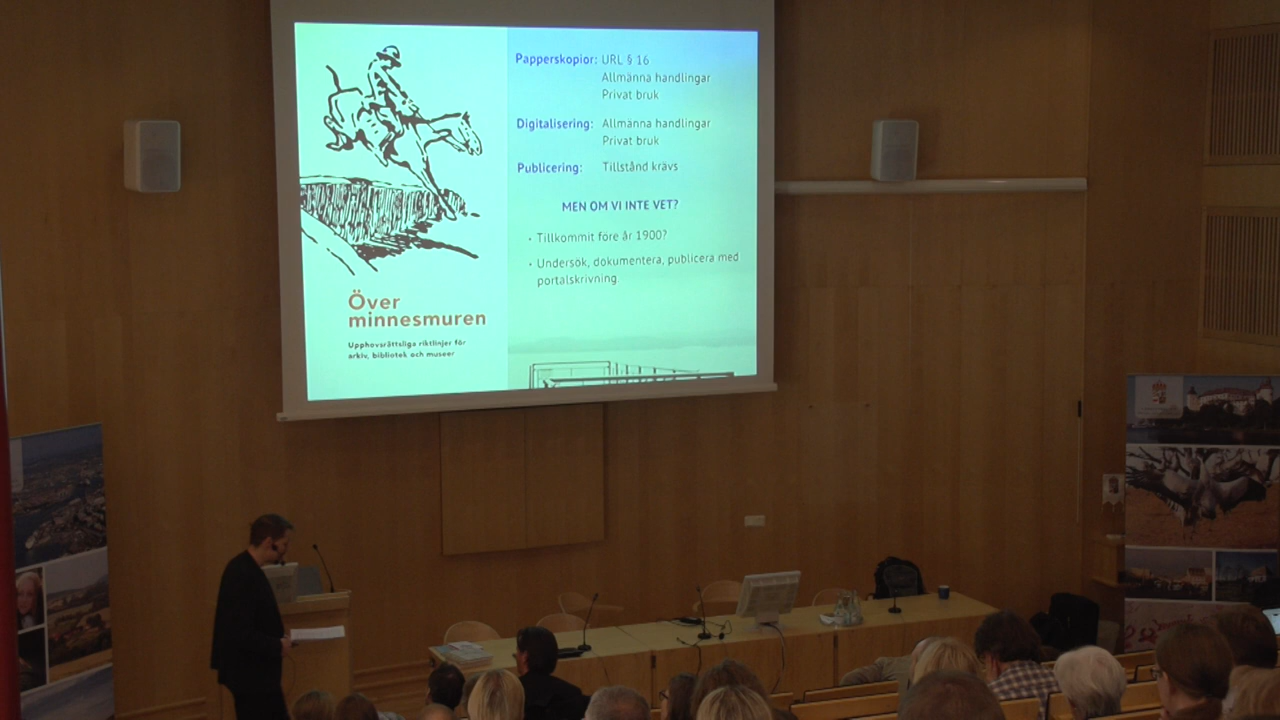 Papperskopior: URL § 16
Allmänna handlingar
Privat bruk
Digitalisering: Allmänna handlingar
Privat bruk
Publicering: Tillstånd krävs
MEN OM VI INTE VET?
• Tillkommit före år 1900?
• Undersök, dokumentera, publicera med
portalskrivning.
Över
minnesmuren
Upphovsrättsliga riktlinjer för
arkiv, bibliotek och museer